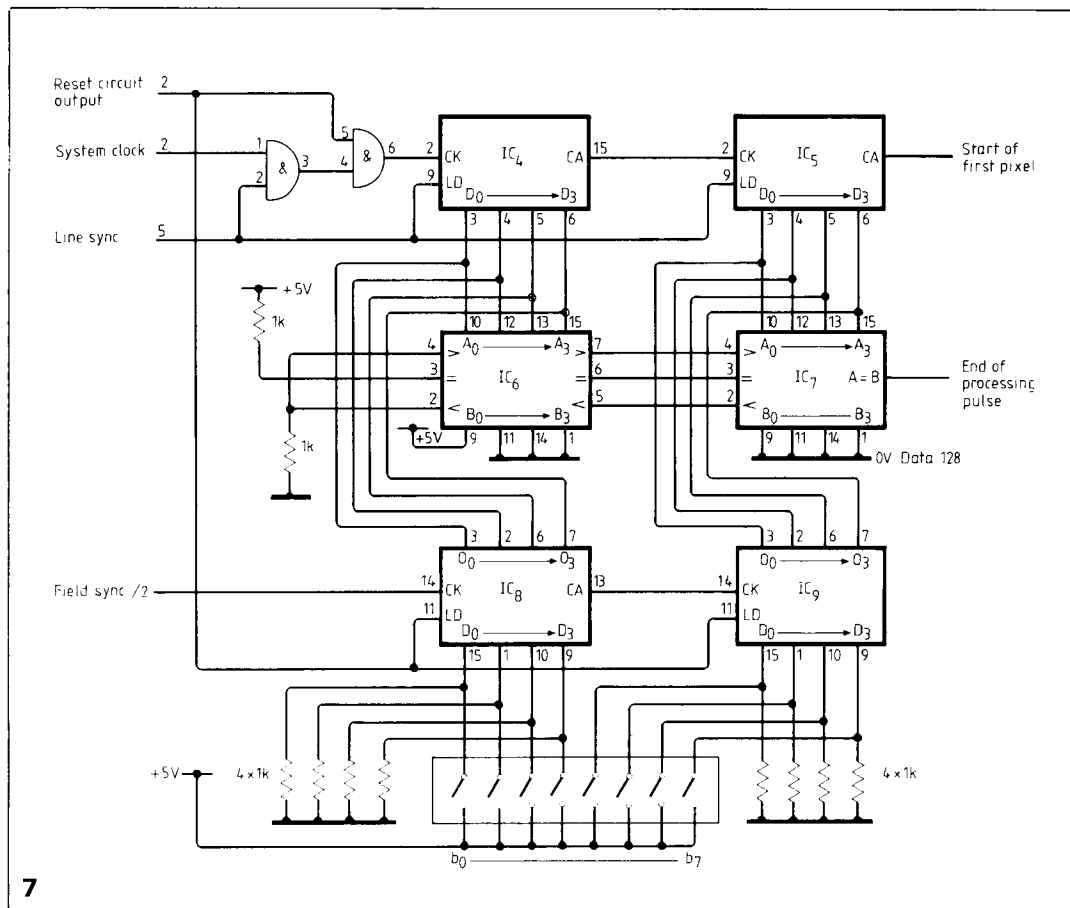 Reset circuit 2
output
System clock 2
Line sync 5
1 2 & 3
5 4 & 6
2 CK IC4 CA 15
9 LD
D0 D3
3 4 5 6
2 CK IC5 CA
9 LD
D0 D3
3 4 5 6
Start of
first pixel
+5V
1k
1k
10 12 13 15
4 > A0 A3 > 7
3 = IC6 = 6
2 < B0 B3 < 5
+5V 9 11 14 1
10 12 13 15
4 > A0 A3
3 = IC7 A=B
2 < B0 B3
9 11 14 1
End of
processing
pulse
0V Data 128
Field sync /2
3 2 6 7
O0 O3
14 CK IC8 CA 13
11 LD
D0 D3
15 1 10 9
3 2 6 7
O0 O3
14 CK IC9
11 LD
D0 D3
15 1 10 9
+5V
4 x 1k
4 x 1k
b0 b7
7